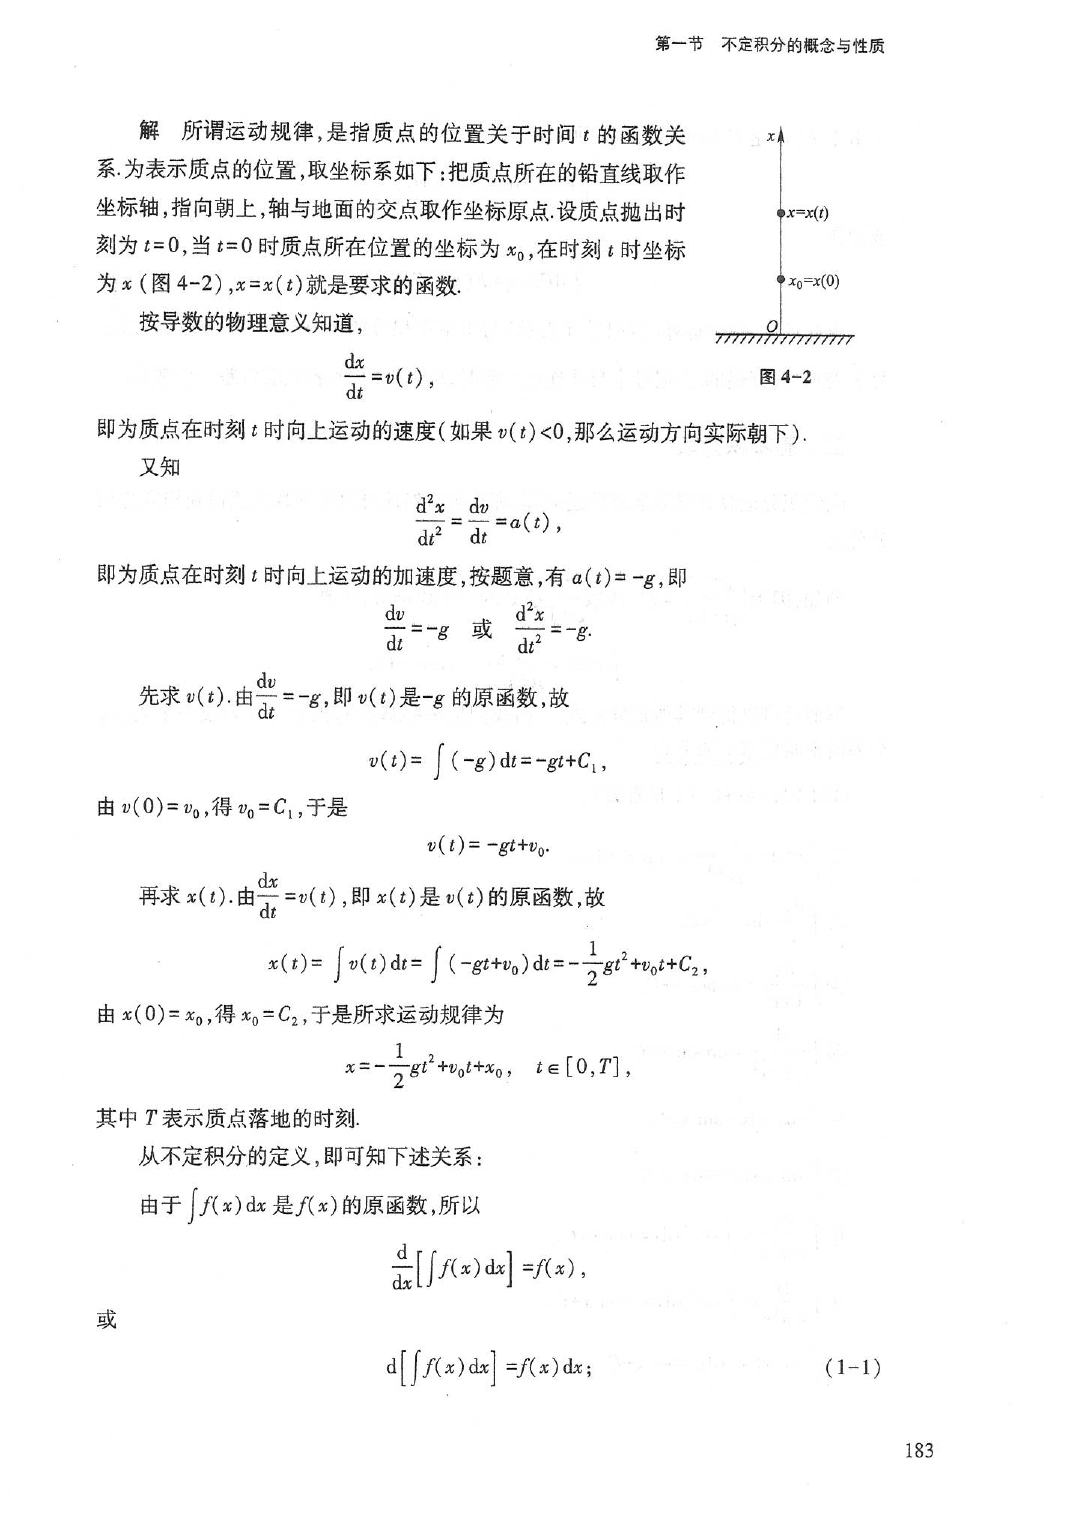 第一节 不定积分的概念与性质
解 所谓运动规律,是指质点的位置关于时间 t 的函数关
系.为表示质点的位置,取坐标系如下:把质点所在的铅直线取作
坐标轴,指向朝上,轴与地面的交点取作坐标原点.设质点抛出时
刻为 t=0,当 t=0 时质点所在位置的坐标为 x₀,在时刻 t 时坐标
为 x (图 4-2),x=x(t)就是要求的函数.
x
x=x(t)
x₀=x(0)
O
图 4-2
按导数的物理意义知道,
dx/dt=v(t),
即为质点在时刻 t 时向上运动的速度(如果 v(t)<0,那么运动方向实际朝下).
又知
d²x/dt²=dv/dt=a(t),
即为质点在时刻 t 时向上运动的加速度,按题意,有 a(t)=-g,即
dv/dt=-g 或 d²x/dt²=-g.
先求 v(t).由dv/dt=-g,即 v(t)是-g 的原函数,故
v(t)=∫(-g)dt=-gt+C₁,
由 v(0)=v₀,得 v₀=C₁,于是
v(t)=-gt+v₀.
再求 x(t).由dx/dt=v(t),即 x(t)是 v(t)的原函数,故
x(t)=∫v(t)dt=∫(-gt+v₀)dt=-1/2gt²+v₀t+C₂,
由 x(0)=x₀,得 x₀=C₂,于是所求运动规律为
x=-1/2gt²+v₀t+x₀, t∈[0,T],
其中 T 表示质点落地的时刻.
从不定积分的定义,即可知下述关系:
由于∫f(x)dx 是 f(x)的原函数,所以
d/dx[∫f(x)dx]=f(x),
或
d[∫f(x)dx]=f(x)dx; (1-1)
183